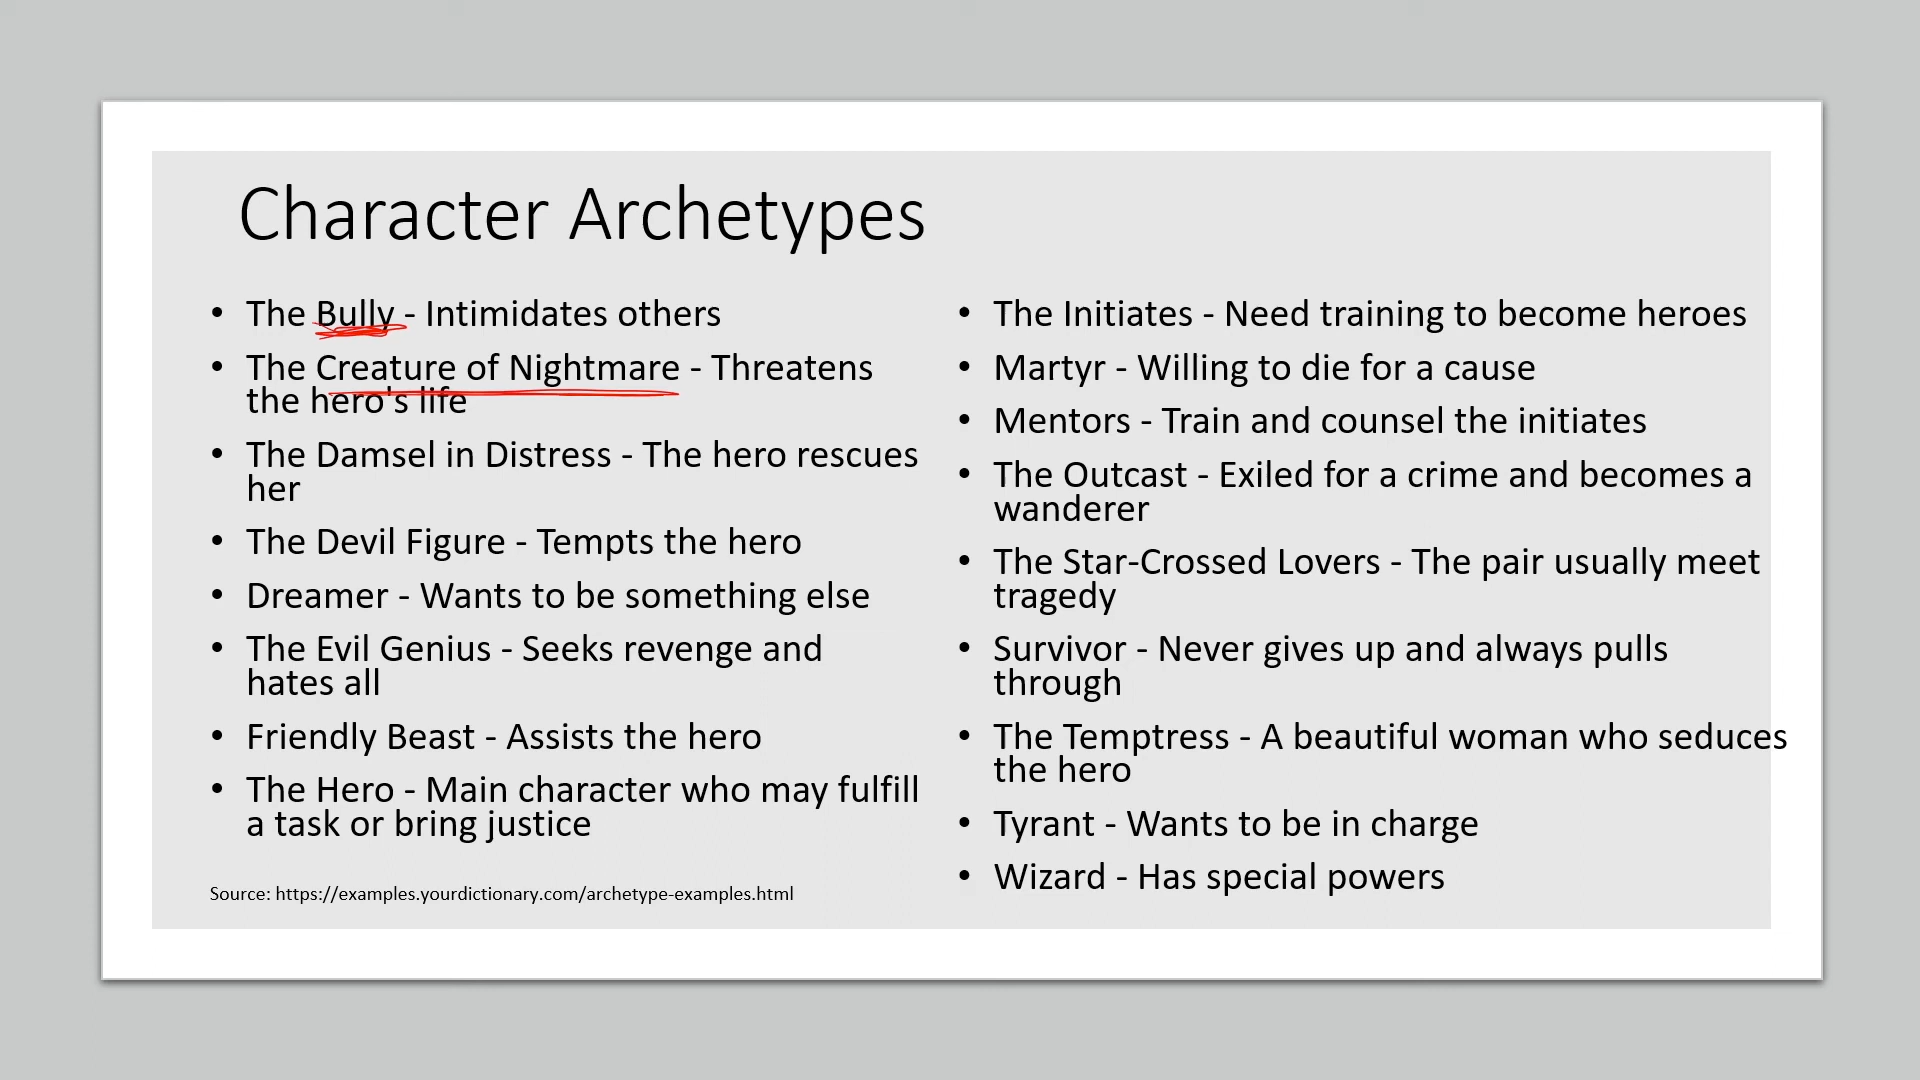 Character Archetypes
• The Bully - Intimidates others
• The Creature of Nightmare - Threatens
the hero's life
• The Damsel in Distress - The hero rescues
her
• The Devil Figure - Tempts the hero
• Dreamer - Wants to be something else
• The Evil Genius - Seeks revenge and
hates all
• Friendly Beast - Assists the hero
• The Hero - Main character who may fulfill
a task or bring justice
Source: https://examples.yourdictionary.com/archetype-examples.html
• The Initiates - Need training to become heroes
• Martyr - Willing to die for a cause
• Mentors - Train and counsel the initiates
• The Outcast - Exiled for a crime and becomes a
wanderer
• The Star-Crossed Lovers - The pair usually meet
tragedy
• Survivor - Never gives up and always pulls
through
• The Temptress - A beautiful woman who seduces
the hero
• Tyrant - Wants to be in charge
• Wizard - Has special powers